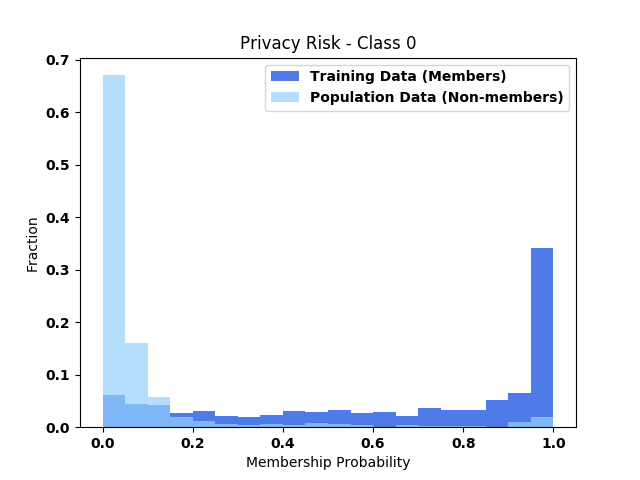 Privacy Risk - Class 0
Training Data (Members)
Population Data (Non-members)
0.7
0.6
0.5
0.4
0.3
0.2
0.1
0.0
Fraction
0.0 0.2 0.4 0.6 0.8 1.0
Membership Probability